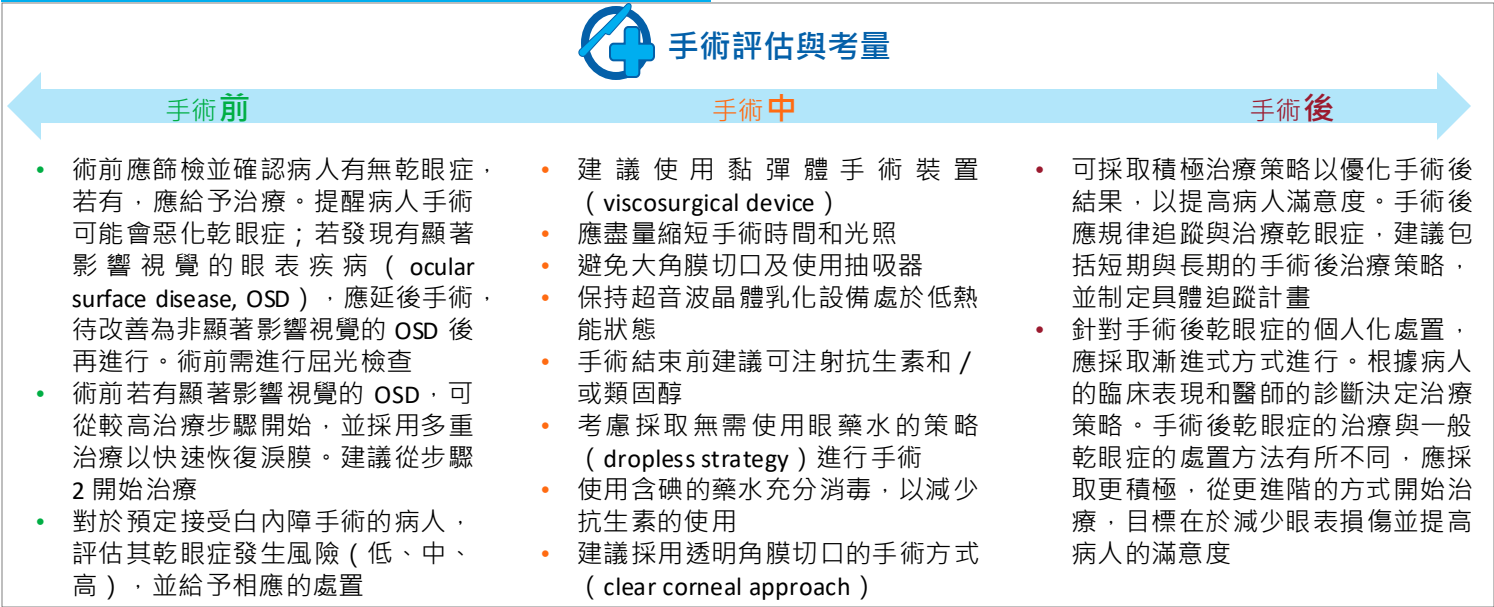 手術評估與考量
手術前
手術中
手術後
• 術前應篩檢並確認病人有無乾眼症，
若有，應給予治療。提醒病人手術
可能會惡化乾眼症；若發現有顯著
影響視覺的眼表疾病（ocular
surface disease, OSD），應延後手術，
待改善為非顯著影響視覺的 OSD 後
再進行。術前需進行屈光檢查
• 術前若有顯著影響視覺的 OSD，可
從較高治療步驟開始，並採用多重
治療以快速恢復淚膜。建議從步驟
2 開始治療
• 對於預定接受白內障手術的病人，
評估其乾眼症發生風險（低、中、
高），並給予相應的處置
• 建議使用黏彈體手術裝置
（viscosurgical device）
• 應盡量縮短手術時間和光照
• 避免大角膜切口及使用抽吸器
• 保持超音波晶體乳化設備處於低熱
能狀態
• 手術結束前建議可注射抗生素和 /
或類固醇
• 考慮採取無需使用眼藥水的策略
（dropless strategy）進行手術
• 使用含碘的藥水充分消毒，以減少
抗生素的使用
• 建議採用透明角膜切口的手術方式
（clear corneal approach）
• 可採取積極治療策略以優化手術後
結果，以提高病人滿意度。手術後
應規律追蹤與治療乾眼症，建議包
括短期與長期的手術後治療策略，
並制定具體追蹤計畫
• 針對手術後乾眼症的個人化處置，
應採取漸進式方式進行。根據病人
的臨床表現和醫師的診斷決定治療
策略。手術後乾眼症的治療與一般
乾眼症的處置方法有所不同，應採
取更積極，從更進階的方式開始治
療，目標在於減少眼表損傷並提高
病人的滿意度